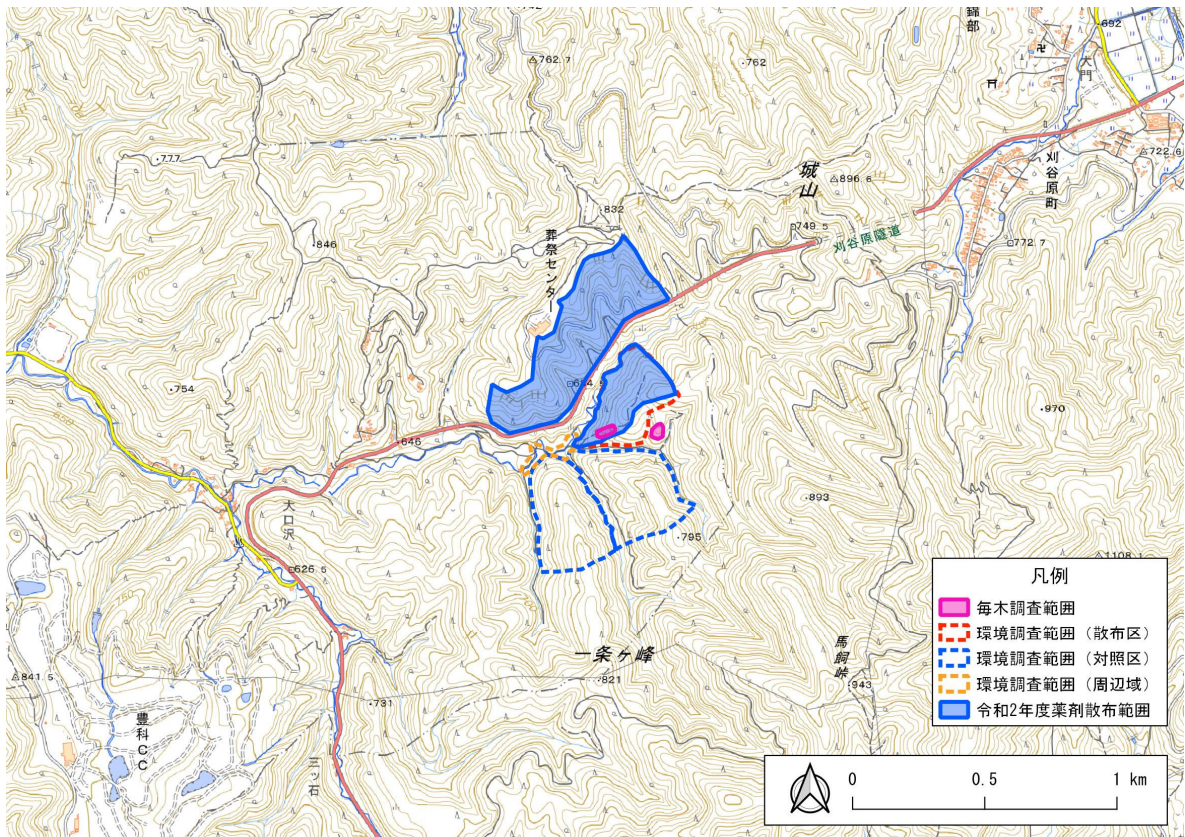 錦部
692
762.7
762
大門
777
722.6
城山
896.6
刈谷原町
832
749.5
刈谷原隧道
772.7
846
葬祭センター
754
970
646
893
大口沢
795
626.5
1108.1
一条ヶ峰
821
馬飼峠
943
841.5
731
豊科CC
三ッ石
凡例
毎木調査範囲
環境調査範囲（散布区）
環境調査範囲（対照区）
環境調査範囲（周辺域）
令和2年度薬剤散布範囲
0 0.5 1 km